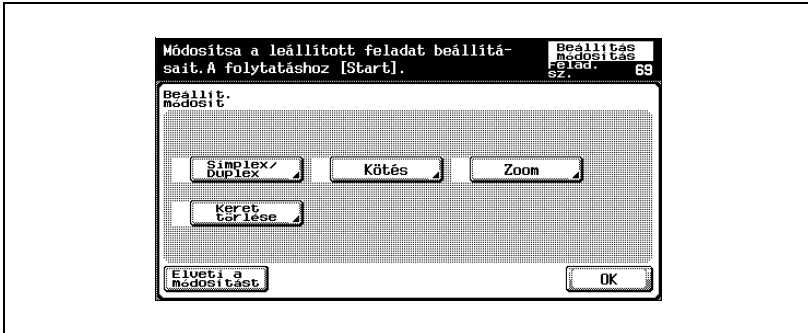 Módosítsa a leállított feladat beállítá-
sait.A folytatáshoz [Start].
Beállítás
módosítás
Felad.
sz. 69
Beállít.
módosít
Simplex/
Duplex
Kötés
Zoom
Keret
törlése
Elveti a
módosítást
OK